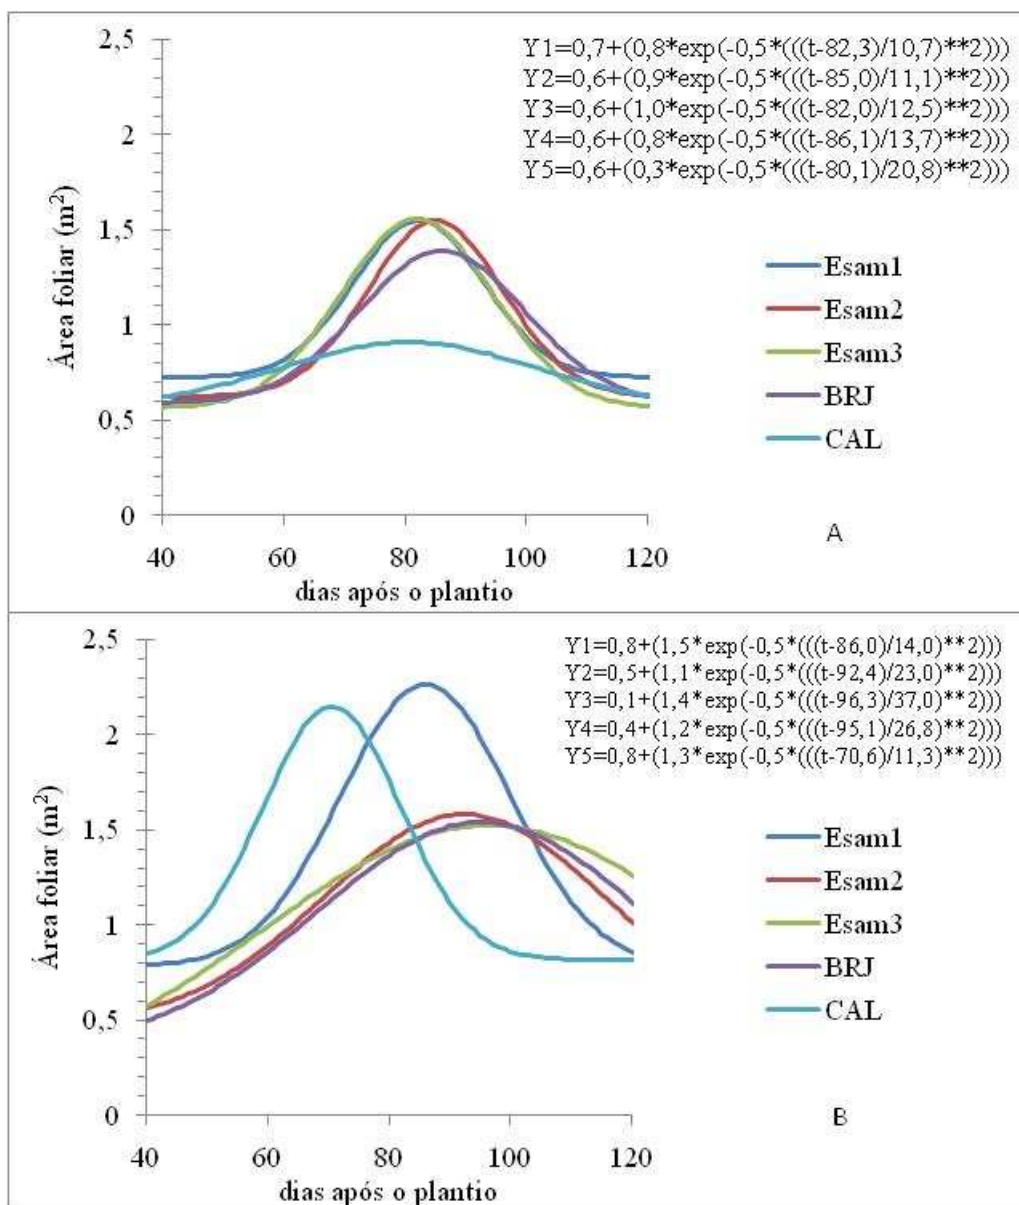 2,5
Y1=0,7+(0,8*exp(-0,5*(((t-82,3)/10,7)**2)))
Y2=0,6+(0,9*exp(-0,5*(((t-85,0)/11,1)**2)))
Y3=0,6+(1,0*exp(-0,5*(((t-82,0)/12,5)**2)))
Y4=0,6+(0,8*exp(-0,5*(((t-86,1)/13,7)**2)))
Y5=0,6+(0,3*exp(-0,5*(((t-80,1)/20,8)**2)))
2
1,5
1
0,5
0
Área foliar (m²)
Esam1
Esam2
Esam3
BRJ
CAL
A
40 60 80 100 120
dias após o plantio
2,5
Y1=0,8+(1,5*exp(-0,5*(((t-86,0)/14,0)**2)))
Y2=0,5+(1,1*exp(-0,5*(((t-92,4)/23,0)**2)))
Y3=0,1+(1,4*exp(-0,5*(((t-96,3)/37,0)**2)))
Y4=0,4+(1,2*exp(-0,5*(((t-95,1)/26,8)**2)))
Y5=0,8+(1,3*exp(-0,5*(((t-70,6)/11,3)**2)))
2
1,5
1
0,5
0
Área foliar (m²)
Esam1
Esam2
Esam3
BRJ
CAL
B
40 60 80 100 120
dias após o plantio